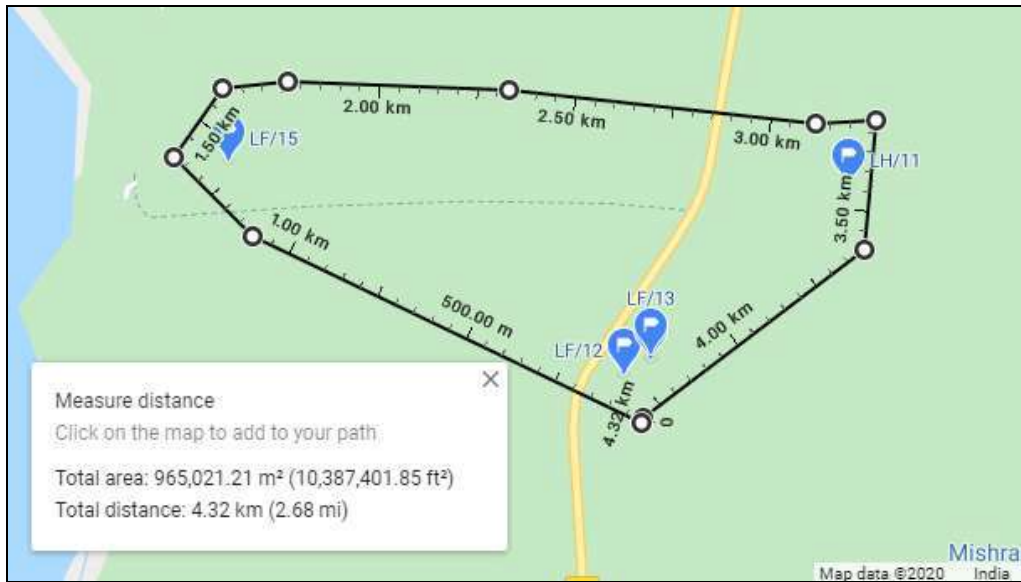 2.00 km
2.50 km
3.00 km
1.50 km
LF/15
LH/11
3.50 km
1.00 km
500.00 m
LF/13
LF/12
4.00 km
4.32 km
0
Measure distance
Click on the map to add to your path
Total area: 965,021.21 m² (10,387,401.85 ft²)
Total distance: 4.32 km (2.68 mi)
Mishra
Map data ©2020 India